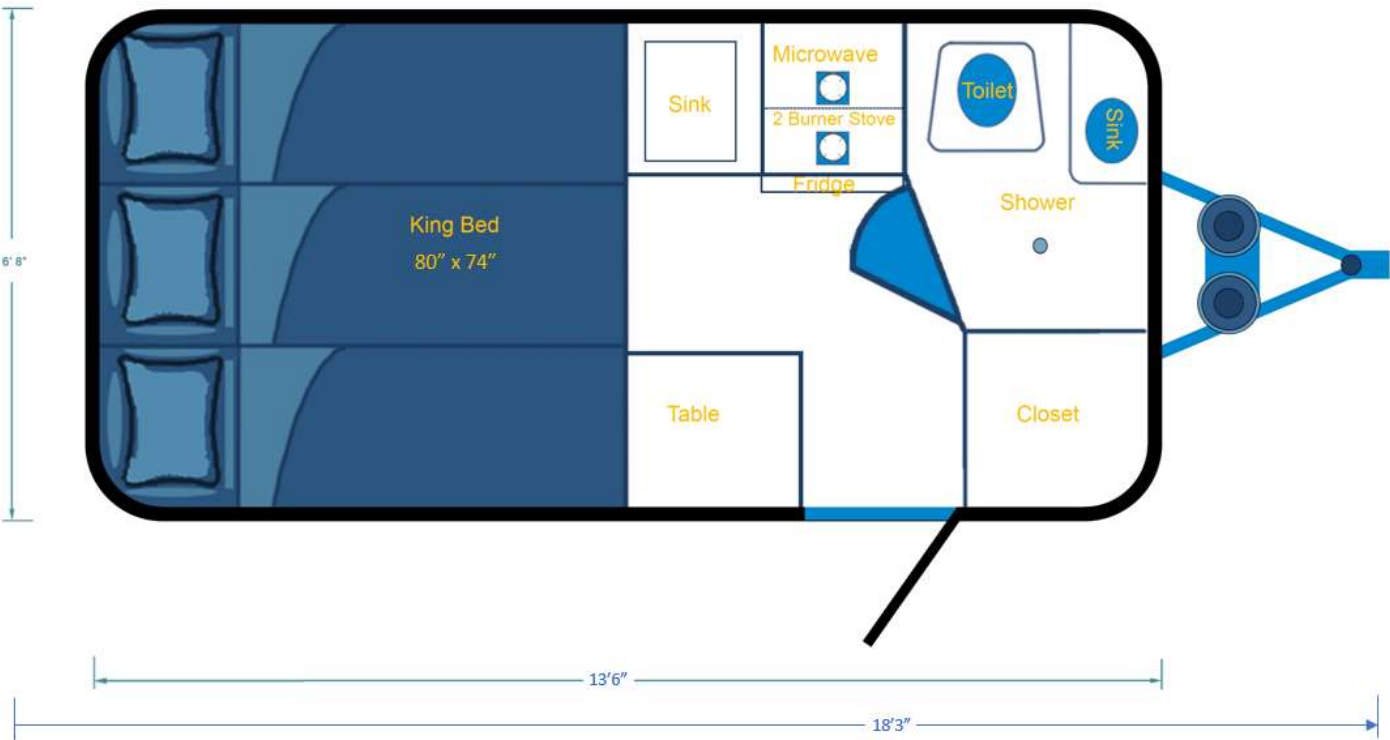 Microwave
Toilet
Sink
Sink
2 Burner Stove
Fridge
Shower
King Bed
80” x 74”
6' 8"
Table
Closet
13’6”
18’3”